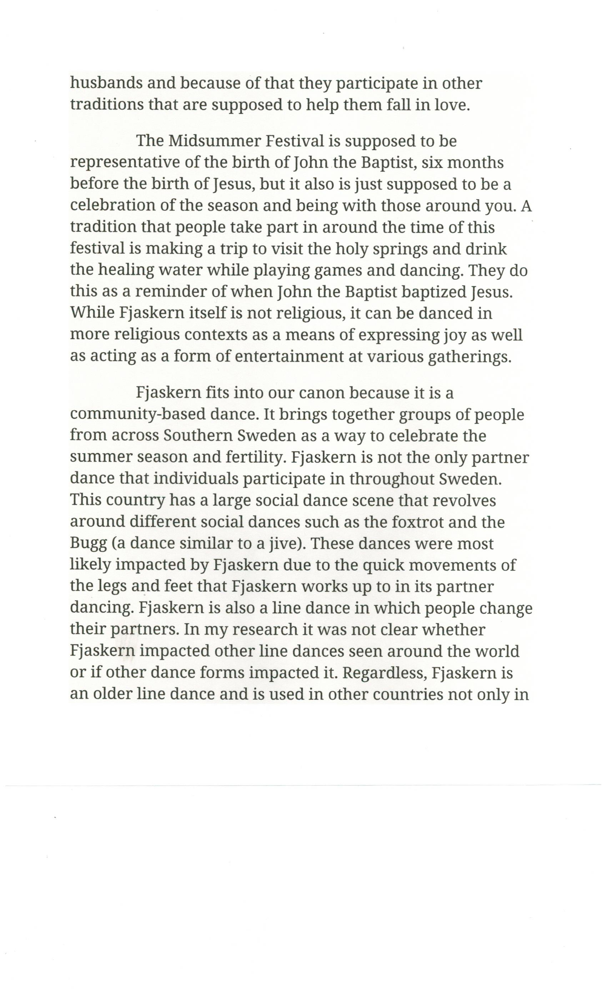 husbands and because of that they participate in other
traditions that are supposed to help them fall in love.
The Midsummer Festival is supposed to be
representative of the birth of John the Baptist, six months
before the birth of Jesus, but it also is just supposed to be a
celebration of the season and being with those around you. A
tradition that people take part in around the time of this
festival is making a trip to visit the holy springs and drink
the healing water while playing games and dancing. They do
this as a reminder of when John the Baptist baptized Jesus.
While Fjaskern itself is not religious, it can be danced in
more religious contexts as a means of expressing joy as well
as acting as a form of entertainment at various gatherings.
Fjaskern fits into our canon because it is a
community-based dance. It brings together groups of people
from across Southern Sweden as a way to celebrate the
summer season and fertility. Fjaskern is not the only partner
dance that individuals participate in throughout Sweden.
This country has a large social dance scene that revolves
around different social dances such as the foxtrot and the
Bugg (a dance similar to a jive). These dances were most
likely impacted by Fjaskern due to the quick movements of
the legs and feet that Fjaskern works up to in its partner
dancing. Fjaskern is also a line dance in which people change
their partners. In my research it was not clear whether
Fjaskern impacted other line dances seen around the world
or if other dance forms impacted it. Regardless, Fjaskern is
an older line dance and is used in other countries not only in